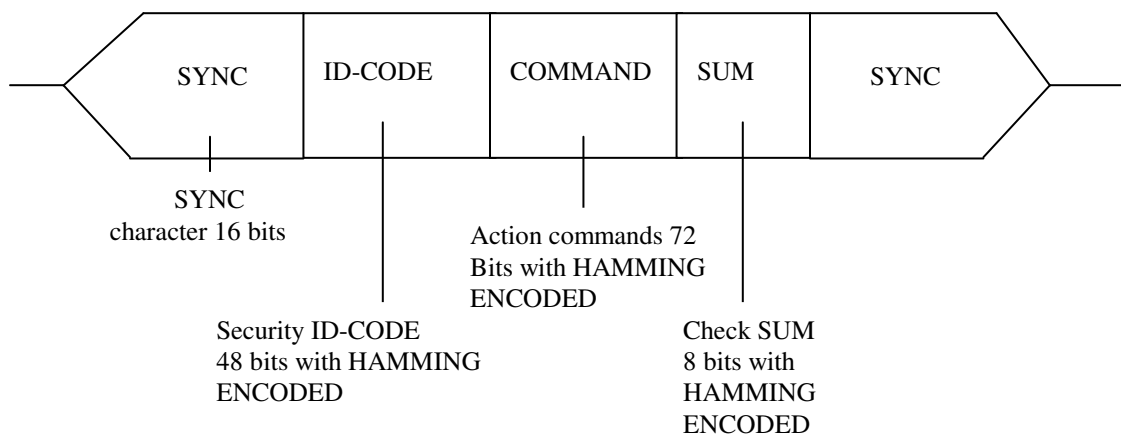 SYNC
ID-CODE
COMMAND
SUM
SYNC
SYNC
character 16 bits
Action commands 72
Bits with HAMMING
ENCODED
Security ID-CODE
48 bits with HAMMING
ENCODED
Check SUM
8 bits with
HAMMING
ENCODED